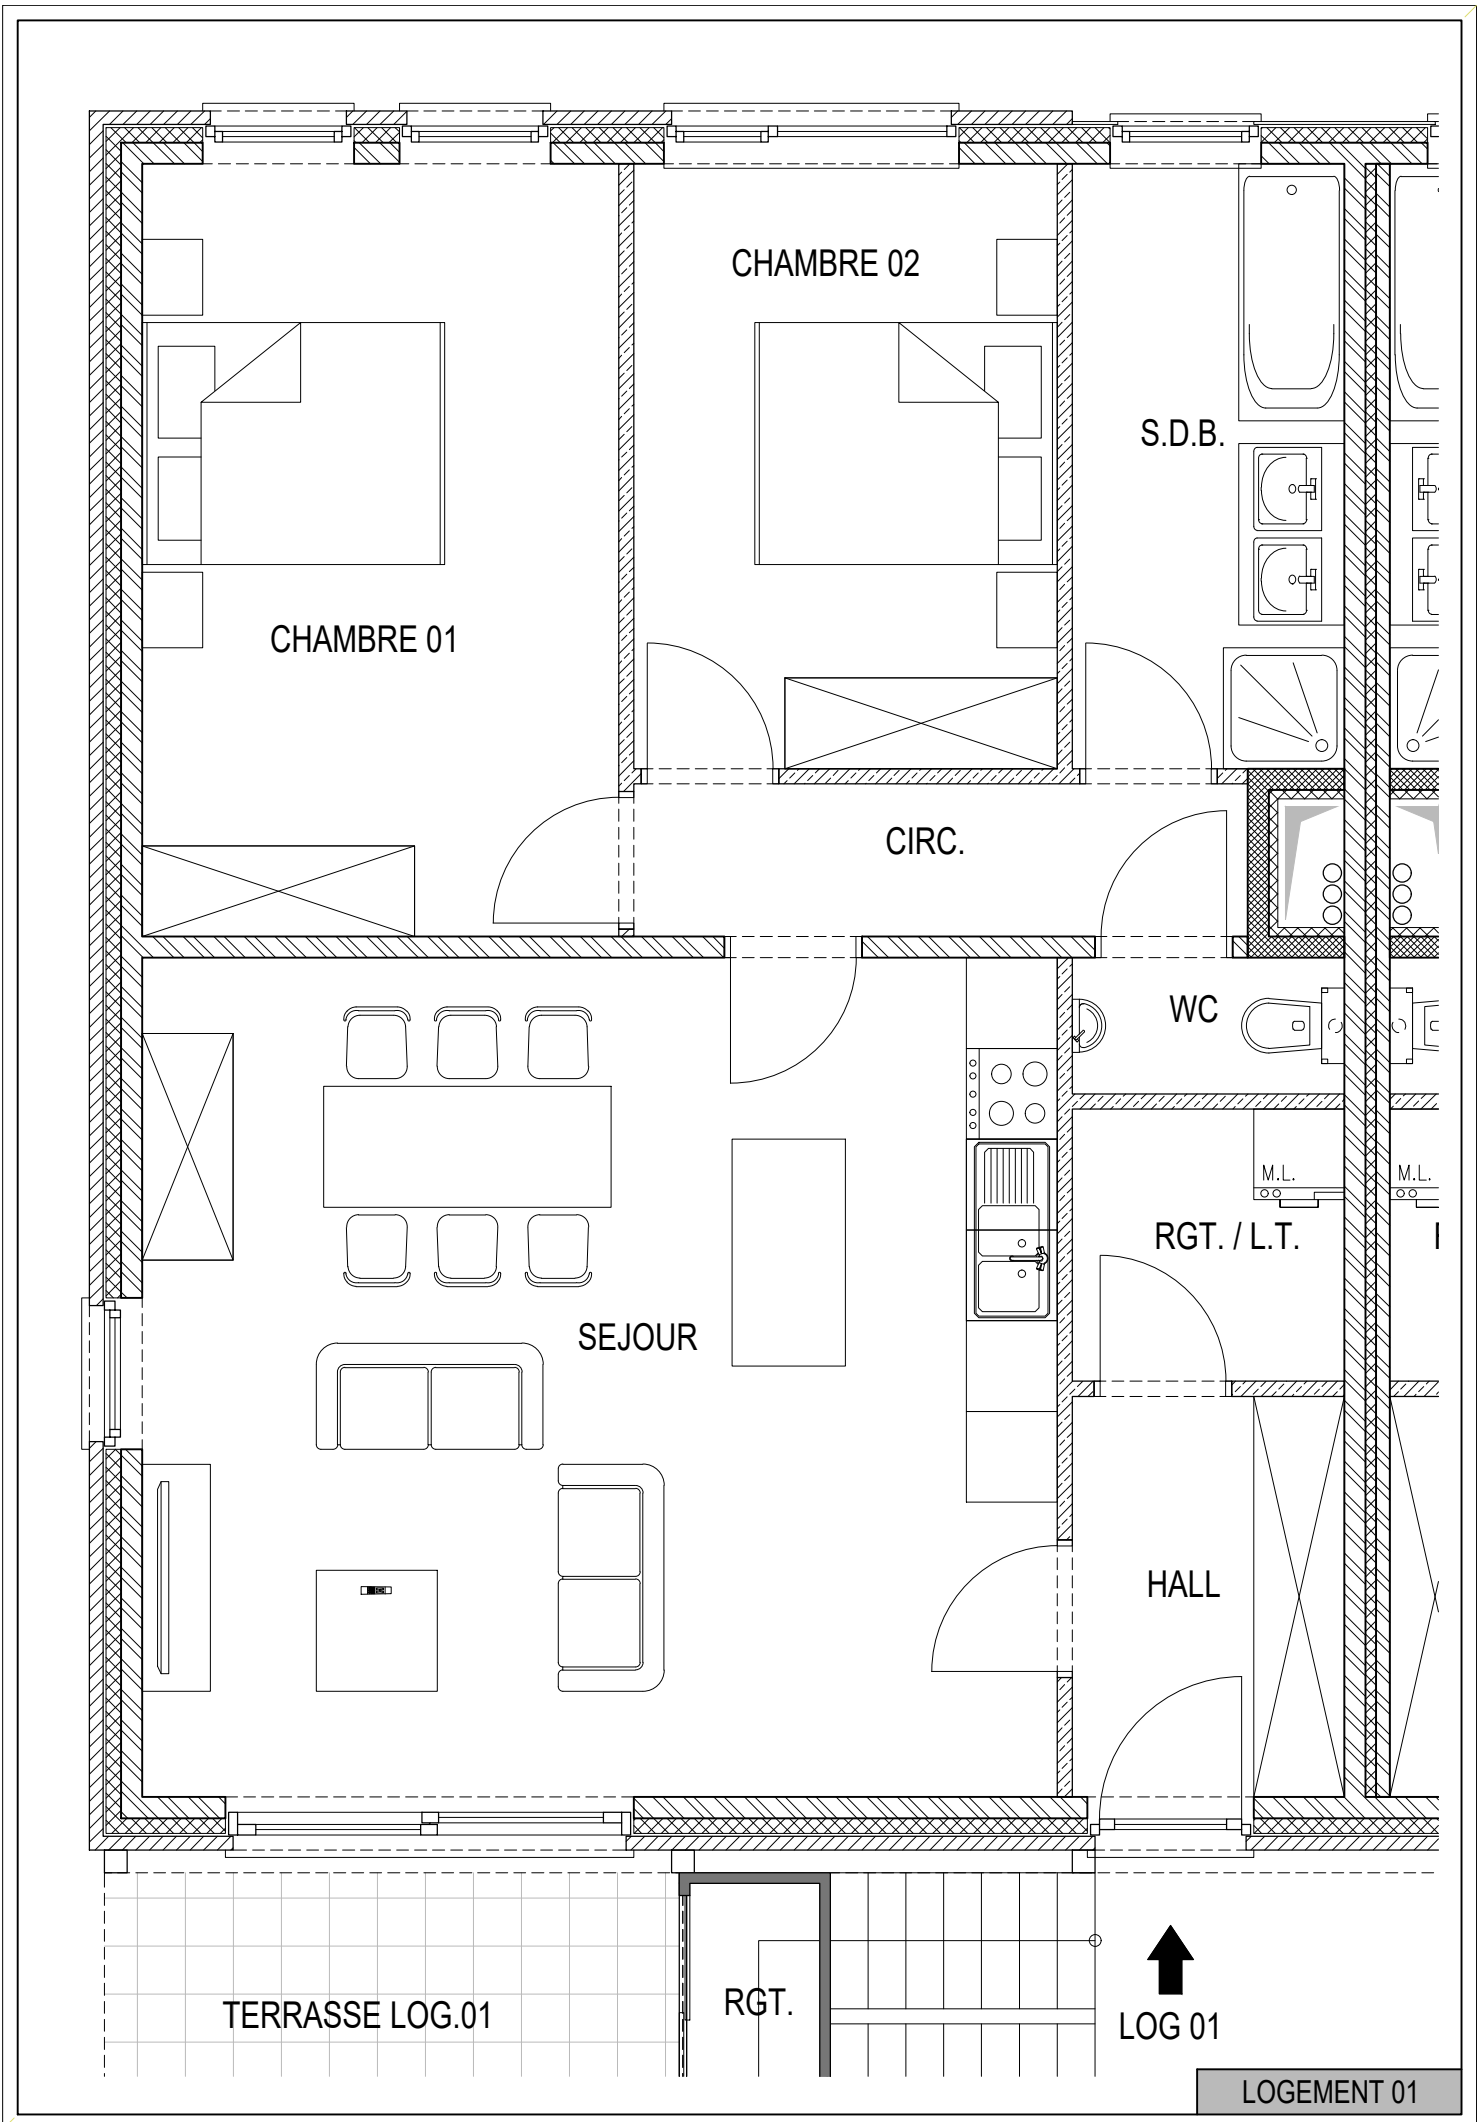 CHAMBRE 02
S.D.B.
CHAMBRE 01
CIRC.
WC
M.L.
M.L.
RGT. / L.T.
SEJOUR
HALL
RGT.
TERRASSE LOG.01
LOG 01
LOGEMENT 01